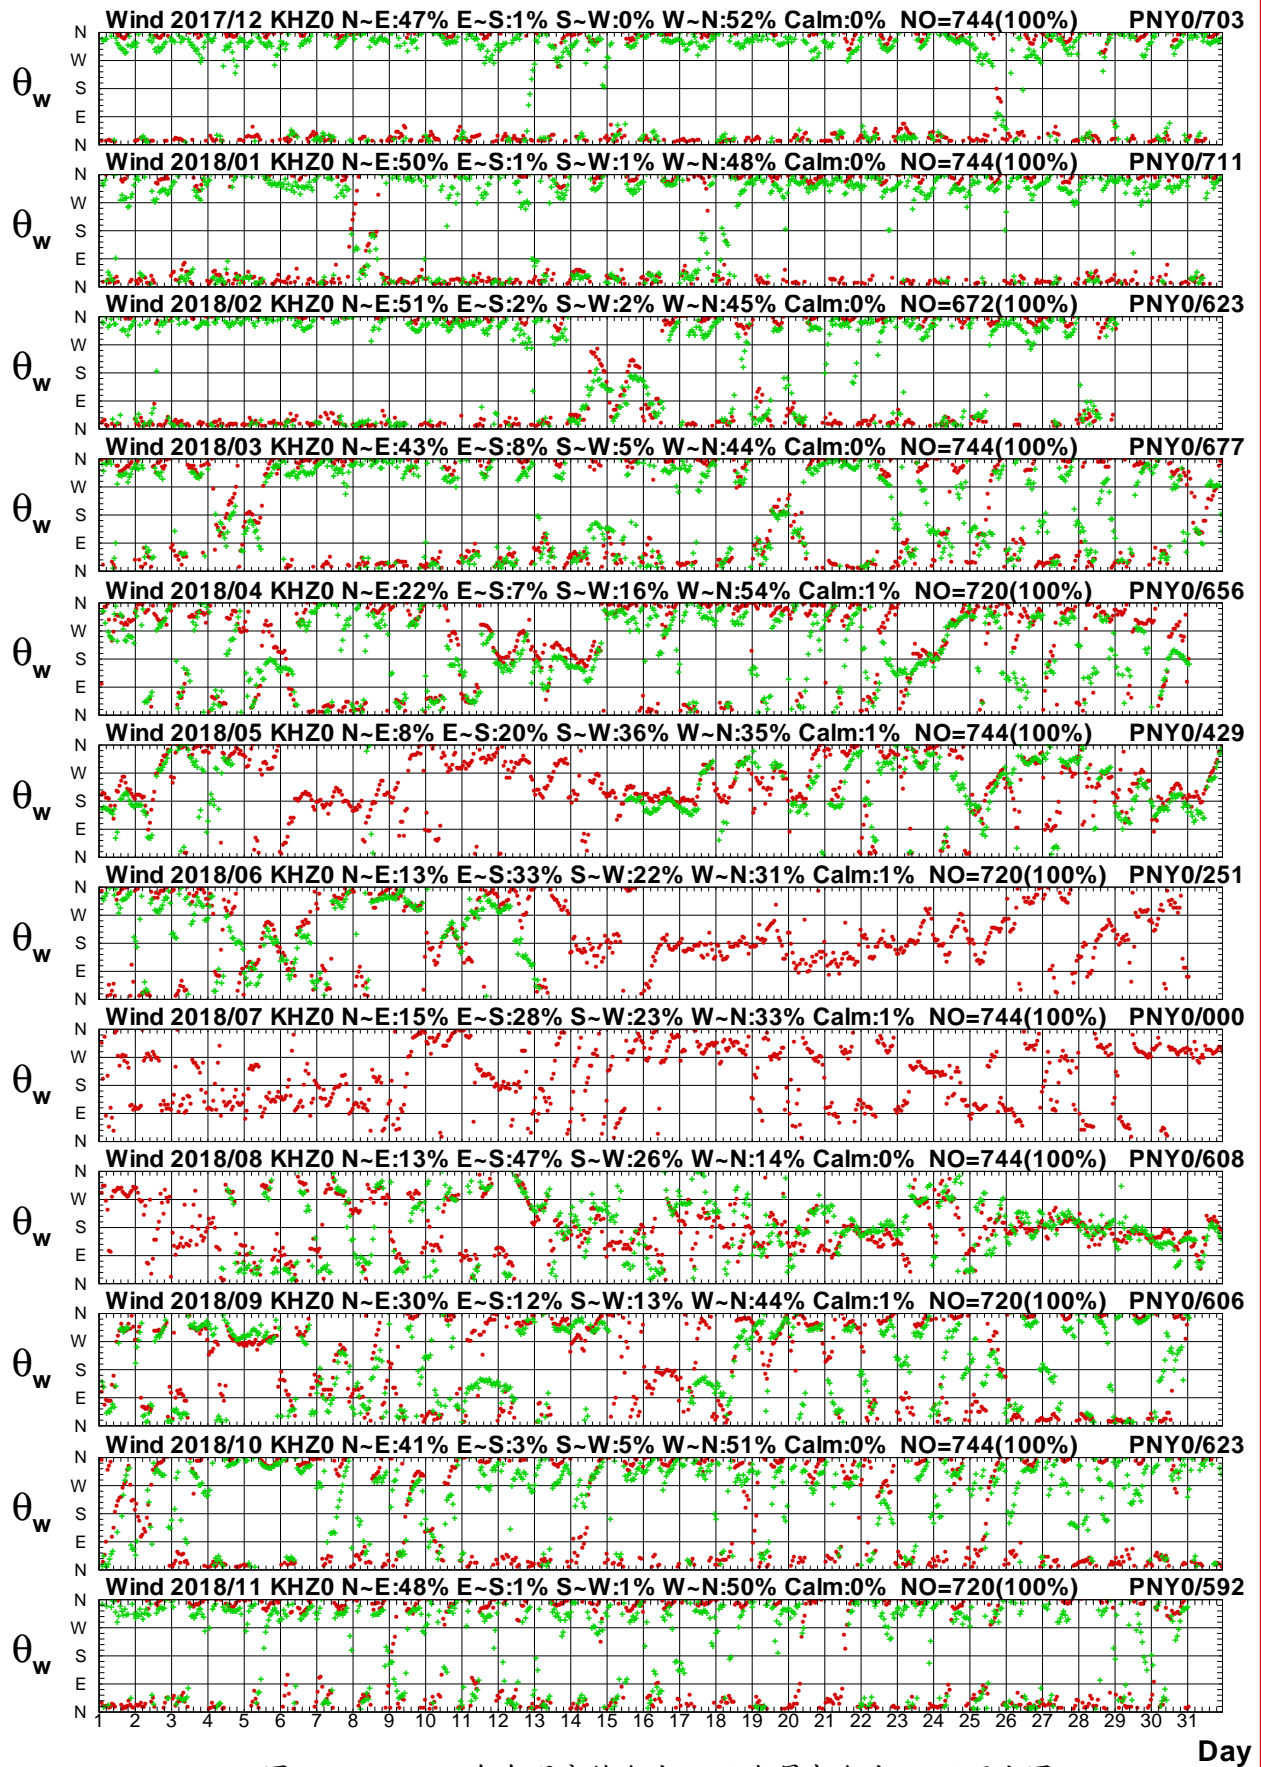 Wind 2017/12 KHZ0 N~E:47% E~S:1% S~W:0% W~N:52% Calm:0% NO=744(100%) PNY0/703
N
W
θw S
E
N
Wind 2018/01 KHZ0 N~E:50% E~S:1% S~W:1% W~N:48% Calm:0% NO=744(100%) PNY0/711
N
W
θw S
E
N
Wind 2018/02 KHZ0 N~E:51% E~S:2% S~W:2% W~N:45% Calm:0% NO=672(100%) PNY0/623
N
W
θw S
E
N
Wind 2018/03 KHZ0 N~E:43% E~S:8% S~W:5% W~N:44% Calm:0% NO=744(100%) PNY0/677
N
W
θw S
E
N
Wind 2018/04 KHZ0 N~E:22% E~S:7% S~W:16% W~N:54% Calm:1% NO=720(100%) PNY0/656
N
W
θw S
E
N
Wind 2018/05 KHZ0 N~E:8% E~S:20% S~W:36% W~N:35% Calm:1% NO=744(100%) PNY0/429
N
W
θw S
E
N
Wind 2018/06 KHZ0 N~E:13% E~S:33% S~W:22% W~N:31% Calm:1% NO=720(100%) PNY0/251
N
W
θw S
E
N
Wind 2018/07 KHZ0 N~E:15% E~S:28% S~W:23% W~N:33% Calm:1% NO=744(100%) PNY0/000
N
W
θw S
E
N
Wind 2018/08 KHZ0 N~E:13% E~S:47% S~W:26% W~N:14% Calm:0% NO=744(100%) PNY0/608
N
W
θw S
E
N
Wind 2018/09 KHZ0 N~E:30% E~S:12% S~W:13% W~N:44% Calm:1% NO=720(100%) PNY0/606
N
W
θw S
E
N
Wind 2018/10 KHZ0 N~E:41% E~S:3% S~W:5% W~N:51% Calm:0% NO=744(100%) PNY0/623
N
W
θw S
E
N
Wind 2018/11 KHZ0 N~E:48% E~S:1% S~W:1% W~N:50% Calm:0% NO=720(100%) PNY0/592
N
W
θw S
E
N
1 2 3 4 5 6 7 8 9 10 11 12 13 14 15 16 17 18 19 20 21 22 23 24 25 26 27 28 29 30 31
Day